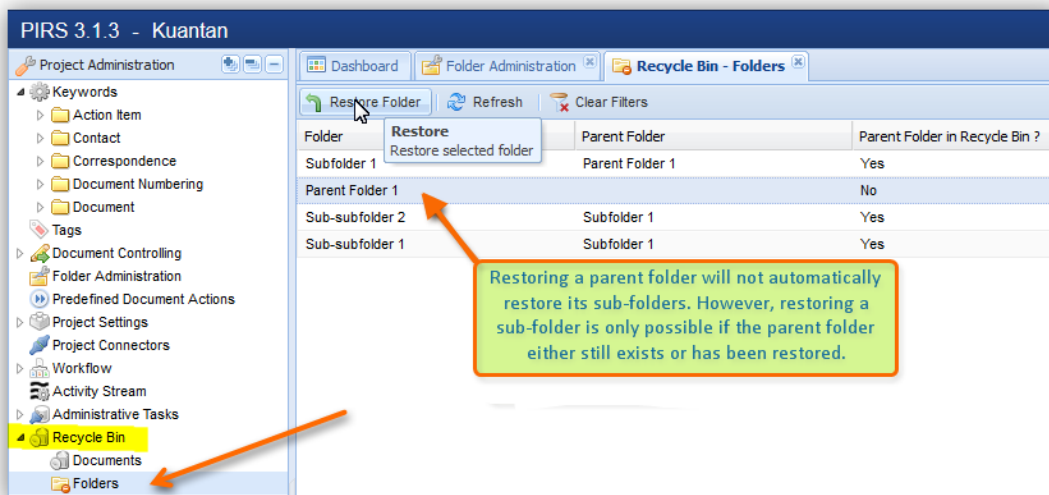 PIRS 3.1.3 - Kuantan
Project Administration
Keywords
Action Item
Contact
Correspondence
Document Numbering
Document
Tags
Document Controlling
Folder Administration
Predefined Document Actions
Project Settings
Project Connectors
Workflow
Activity Stream
Administrative Tasks
Recycle Bin
Documents
Folders
Dashboard Folder Administration Recycle Bin - Folders
Restore Folder Refresh Clear Filters
Restore
Restore selected folder
Folder Parent Folder Parent Folder in Recycle Bin ?
Subfolder 1 Parent Folder 1 Yes
Parent Folder 1 No
Sub-subfolder 2 Subfolder 1 Yes
Sub-subfolder 1 Subfolder 1 Yes
Restoring a parent folder will not automatically
restore its sub-folders. However, restoring a
sub-folder is only possible if the parent folder
either still exists or has been restored.